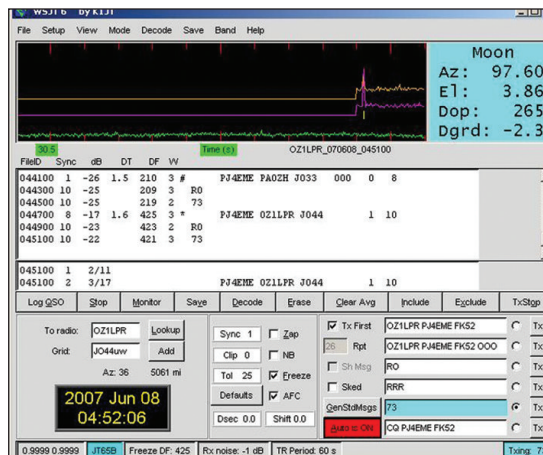 WSJT 6 by K1JT
File Setup View Mode Decode Save Band Help
Moon
Az: 97.60
El: 3.86
Dop: 265
Dgrd: -2.3
30.5 Time (s) OZ1LPR_070608_045100
FileID Sync dB DT DF W
044100 1 -26 1.5 210 3 # PJ4EME PA0ZH JO33 000 0 8
044300 10 -25 209 3 RO
044500 10 -25 219 2 73
044700 8 -17 1.6 425 3 * PJ4EME OZ1LPR JO44 1 10
044900 10 -23 423 2 RO
045100 10 -22 421 3 73
045100 1 2/11
045100 2 3/17 PJ4EME OZ1LPR JO44 1 10
Log QSO Stop Monitor Save Decode Erase Clear Avg Include Exclude TxStop
To radio: OZ1LPR Lookup
Grid: JO44uw Add
Az: 36 5061 mi
2007 Jun 08
04:52:06
Sync 1 Zap
Clip 0 NB
Tol 25 Freeze
Defaults AFC
Dsec 0.0 Shift 0.0
Tx First OZ1LPR PJ4EME FK52 Tx
26 Rpt OZ1LPR PJ4EME FK52 OOO Tx
Sh Msg RO Tx
Sked RRR Tx
GenStdMsgs 73 Tx
Auto is ON CQ PJ4EME FK52 Tx
0.9999 0.9999 JT65B Freeze DF: 425 Rx noise: -1 dB TR Period: 60 s Txing: 73